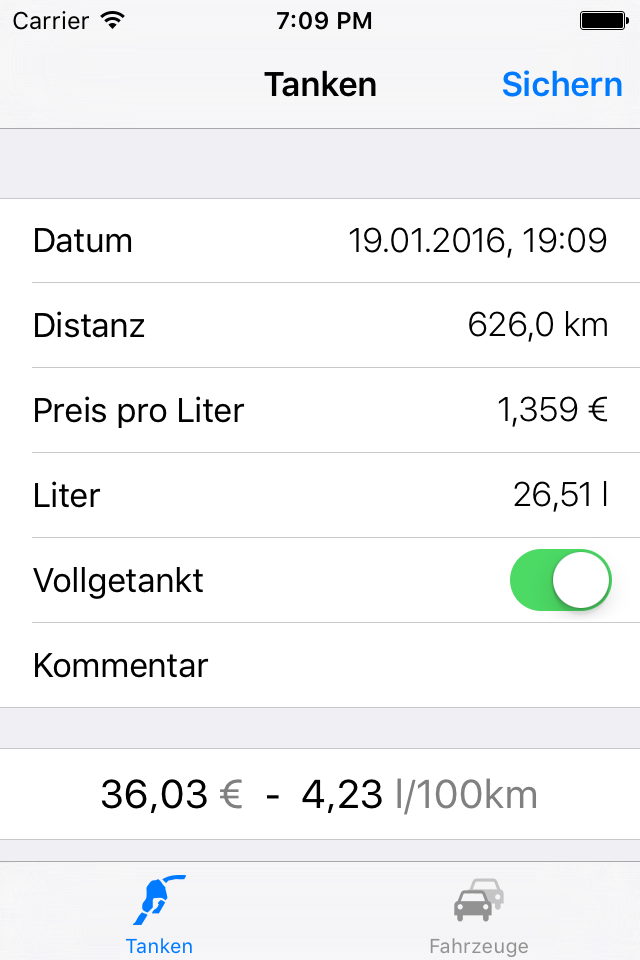 Carrier 7:09 PM
Tanken Sichern
Datum 19.01.2016, 19:09
Distanz 626,0 km
Preis pro Liter 1,359 €
Liter 26,51 l
Vollgetankt
Kommentar
36,03 € - 4,23 l/100km
Tanken Fahrzeuge